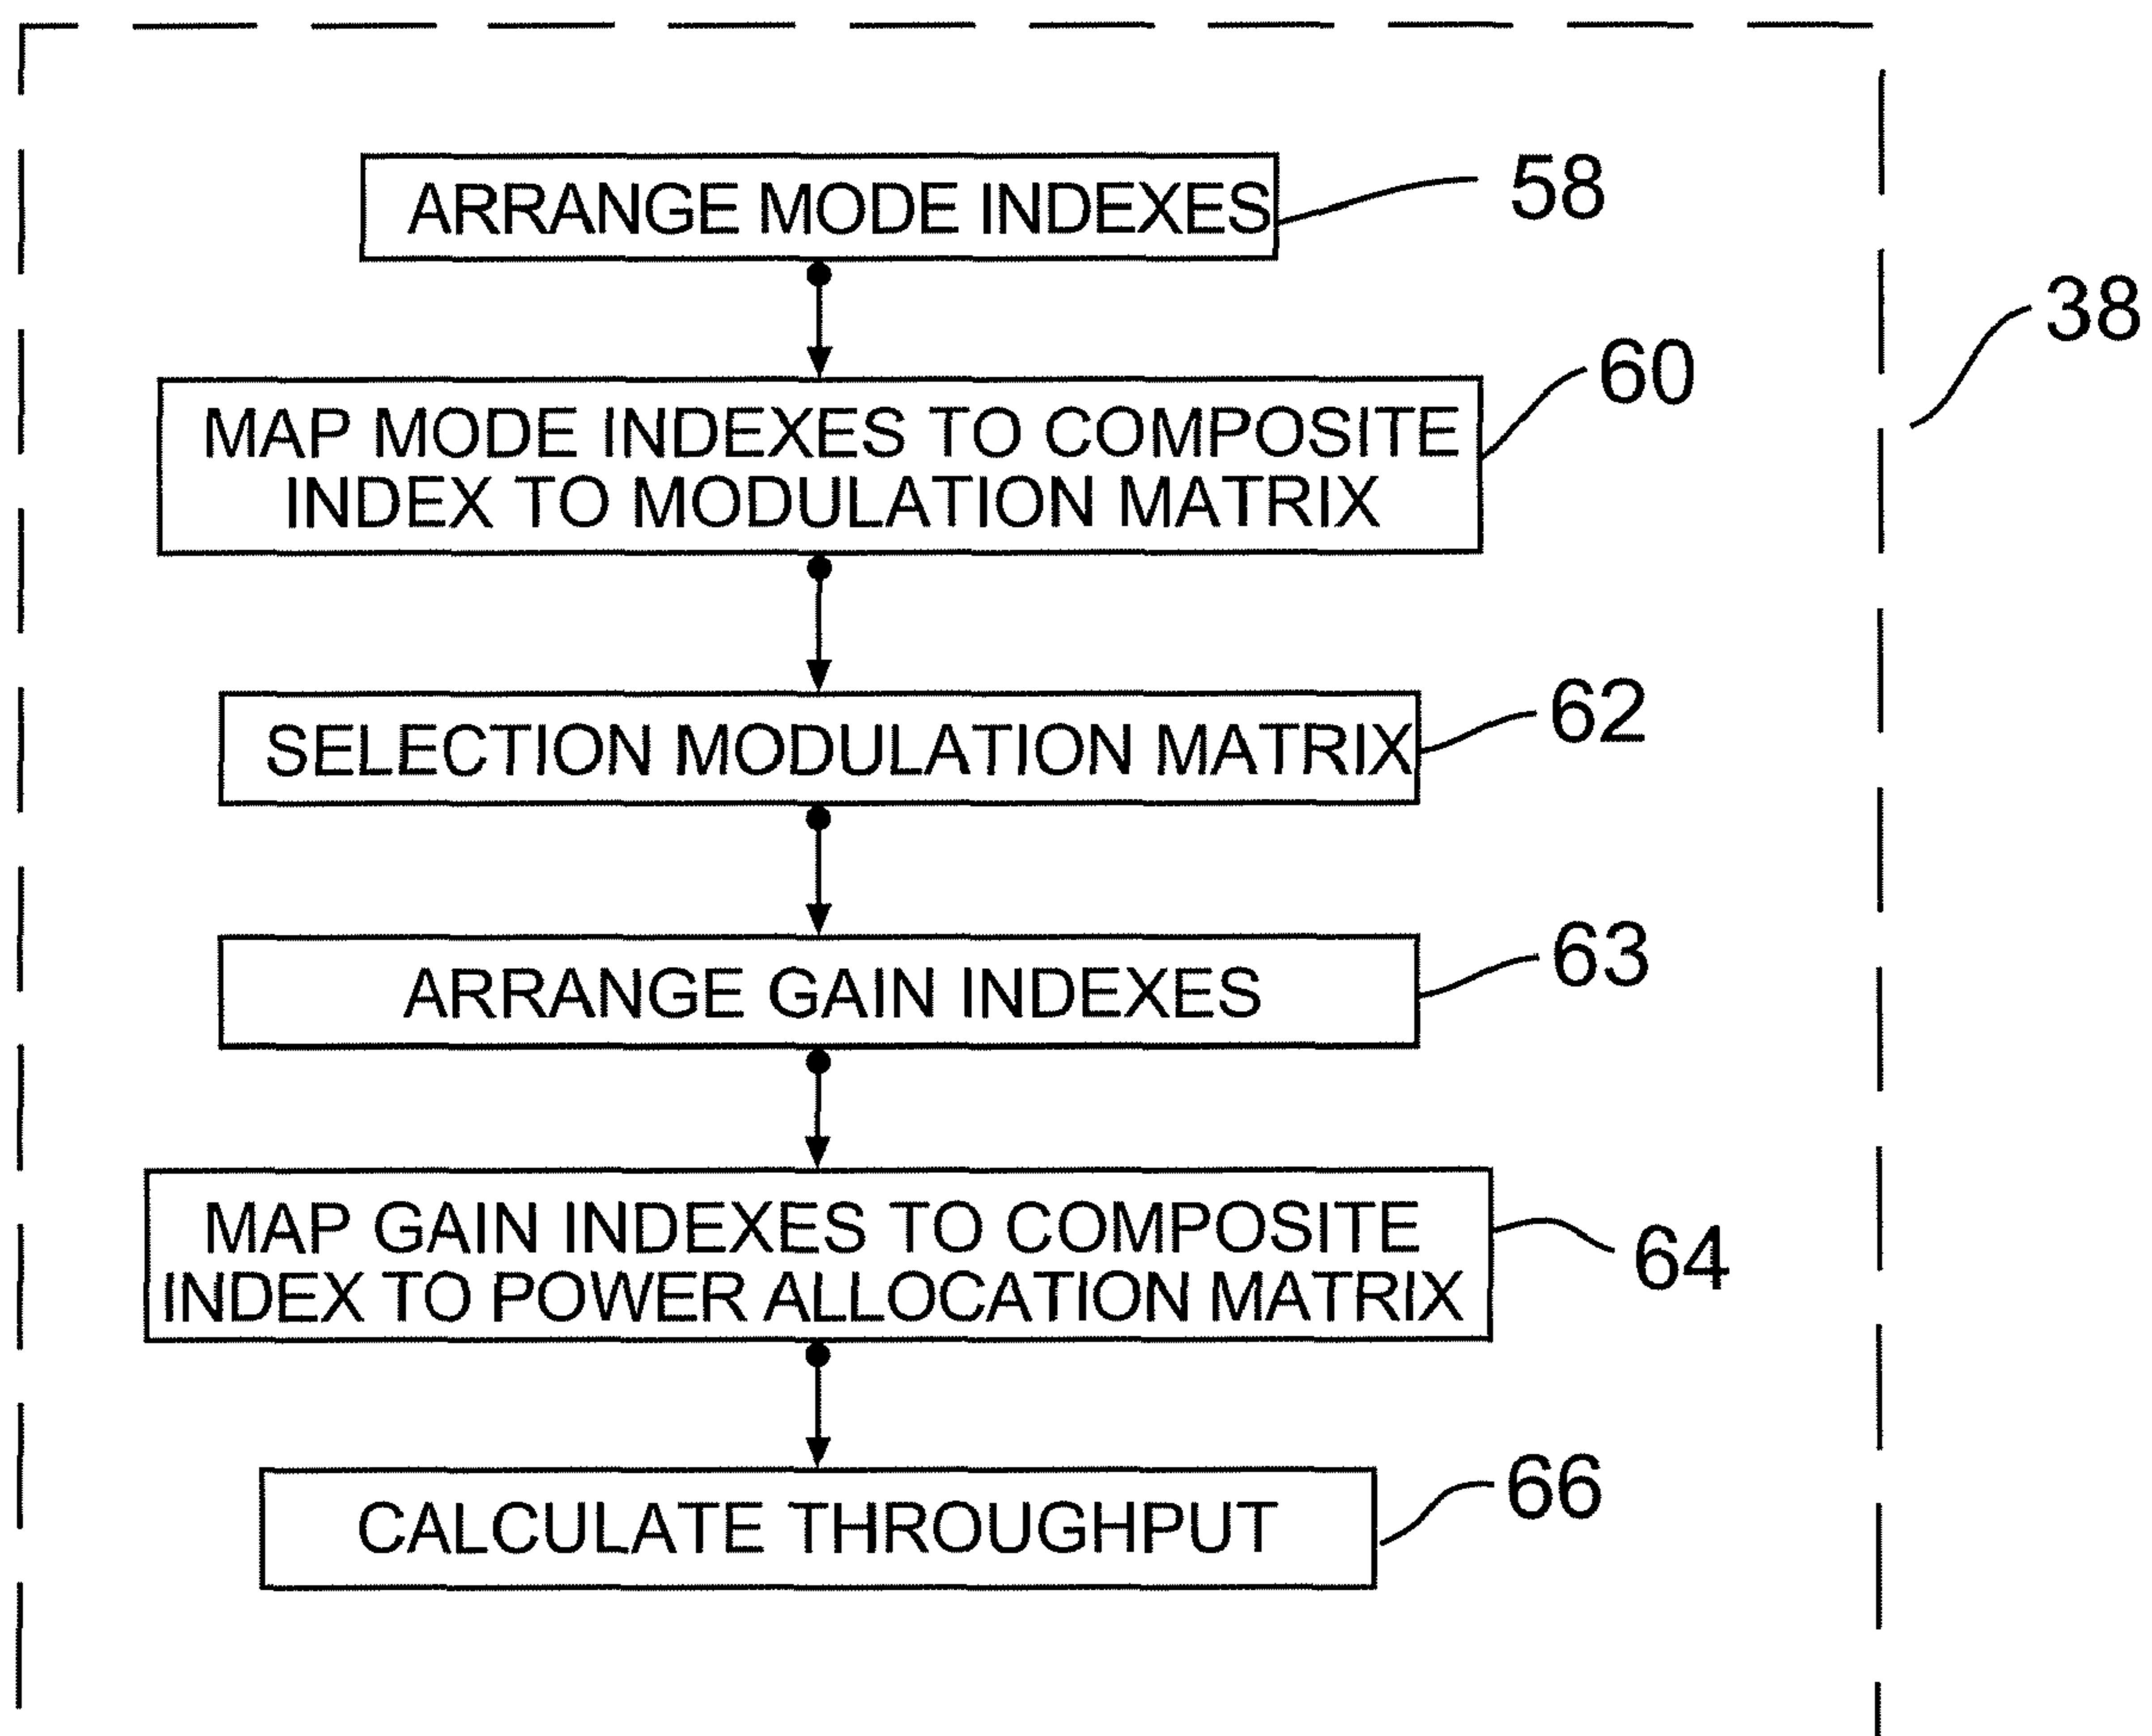 ARRANGE MODE INDEXES
58
38
60
MAP MODE INDEXES TO COMPOSITE
INDEX TO MODULATION MATRIX
62
SELECTION MODULATION MATRIX
63
ARRANGE GAIN INDEXES
MAP GAIN INDEXES TO COMPOSITE
INDEX TO POWER ALLOCATION MATRIX
64
CALCULATE THROUGHPUT
66